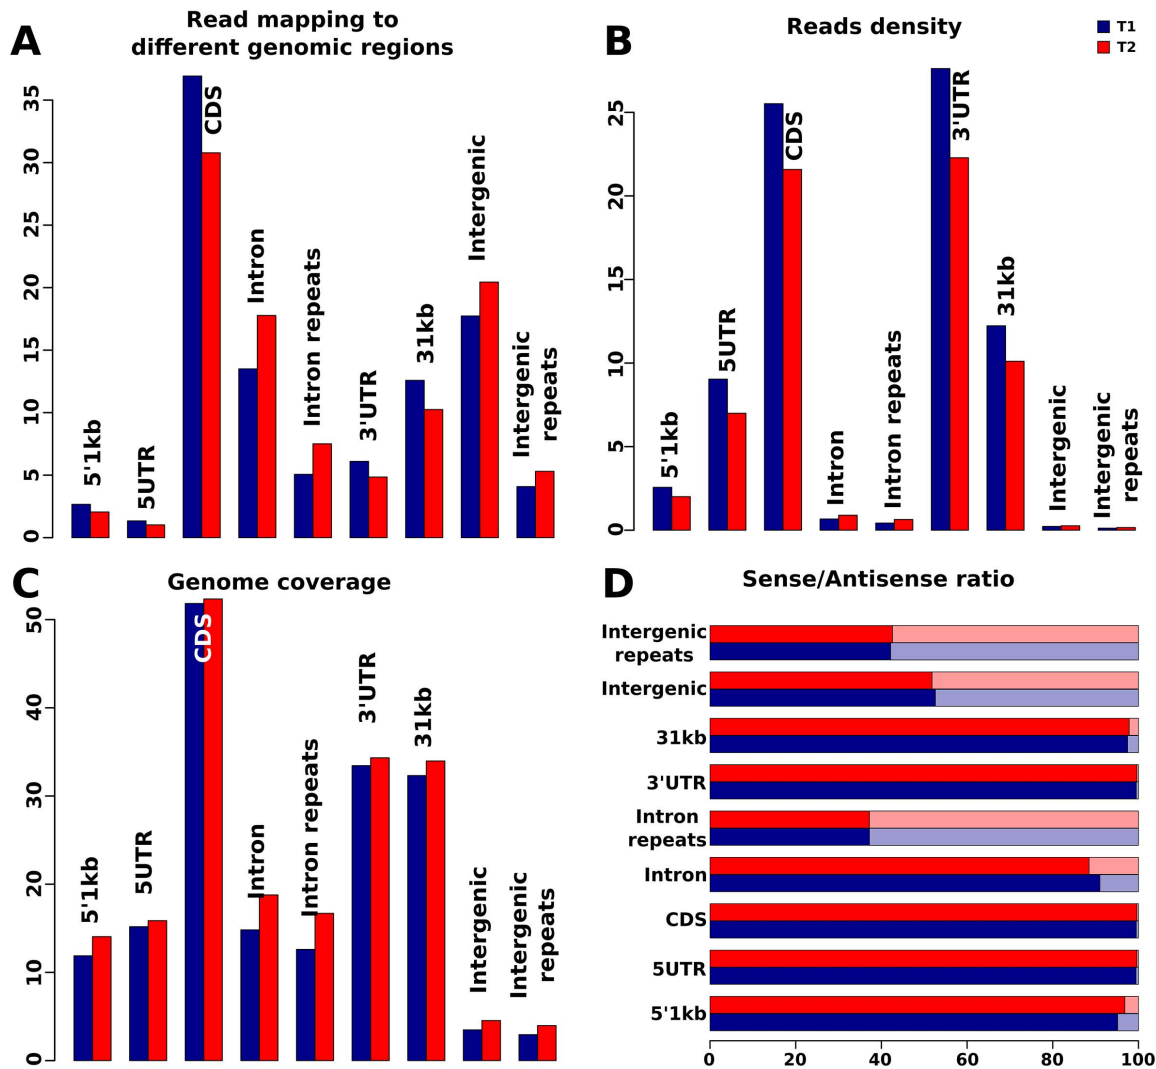 A
Read mapping to
different genomic regions
0
5
10
15
20
25
30
35
5'1kb
5UTR
CDS
Intron
Intron repeats
3'UTR
31kb
Intergenic
Intergenic
repeats
B
Reads density
T1
T2
0
5
10
15
20
25
5'1kb
5UTR
CDS
Intron
Intron repeats
3'UTR
31kb
Intergenic
Intergenic
repeats
C
Genome coverage
0
10
20
30
40
50
5'1kb
5UTR
CDS
Intron
Intron repeats
3'UTR
31kb
Intergenic
Intergenic
repeats
D
Sense/Antisense ratio
Intergenic
repeats
Intergenic
31kb
3'UTR
Intron
repeats
Intron
CDS
5UTR
5'1kb
0 20 40 60 80 100